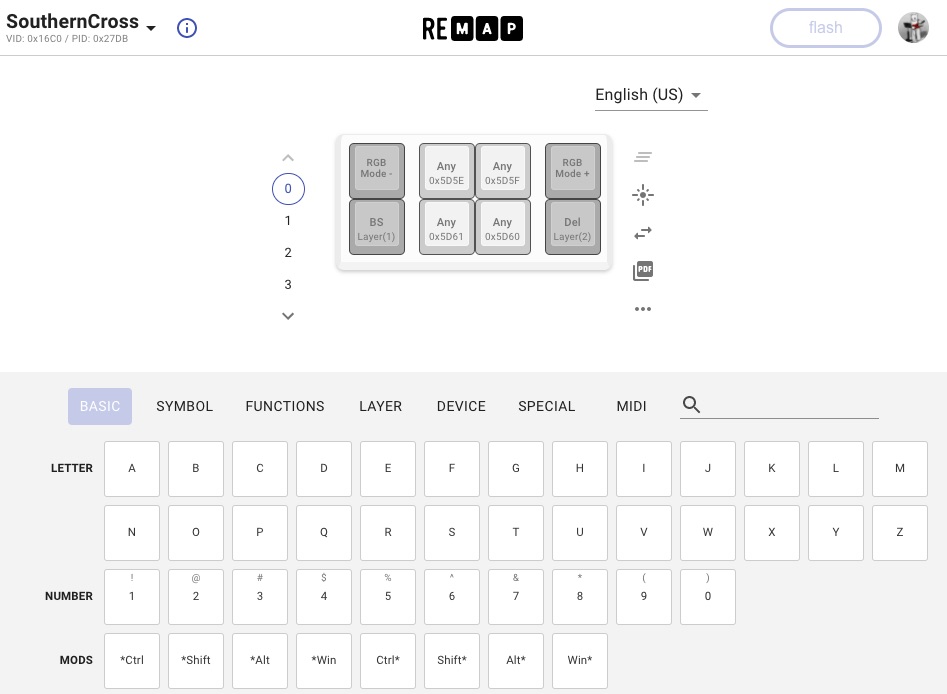 SouthernCross
VID: 0x16C0 / PID: 0x27DB
REMAP
flash
English (US)
0
1
2
3
RGB Mode -
Any 0x5D5E
Any 0x5D5F
RGB Mode +
BS Layer(1)
Any 0x5D61
Any 0x5D60
Del Layer(2)
PDF
BASIC SYMBOL FUNCTIONS LAYER DEVICE SPECIAL MIDI
LETTER A B C D E F G H I J K L M
N O P Q R S T U V W X Y Z
! @ # $ % ^ & * ( )
NUMBER 1 2 3 4 5 6 7 8 9 0
MODS *Ctrl *Shift *Alt *Win Ctrl* Shift* Alt* Win*